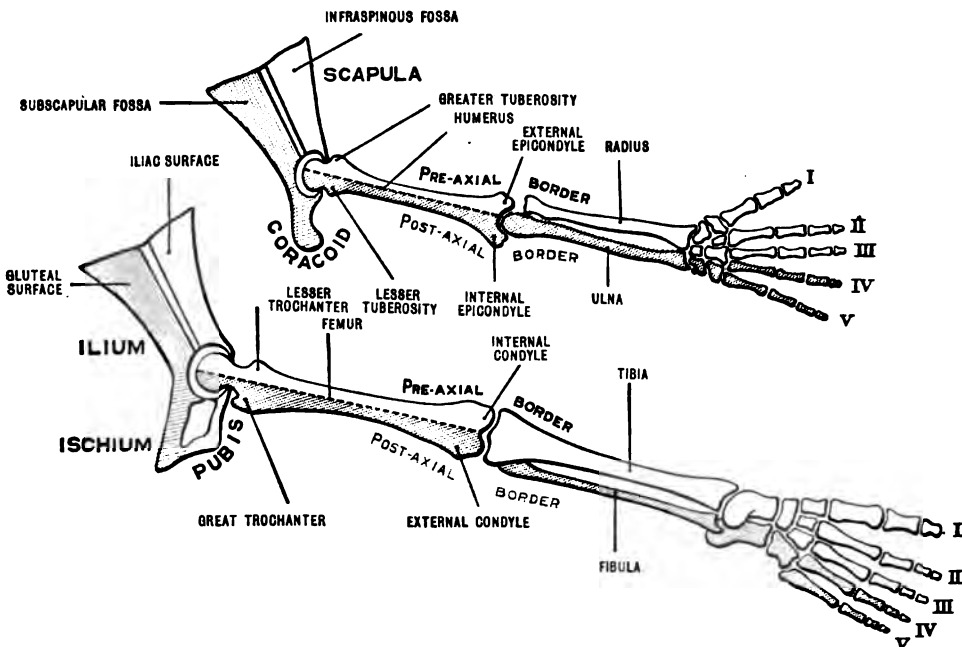 INFRASPINOUS FOSSA
SCAPULA
SUBSCAPULAR FOSSA
GREATER TUBEROSITY
HUMERUS
EXTERNAL
EPICONDYLE
RADIUS
ILIAC SURFACE
I
PRE-AXIAL
BORDER
II
III
IV
V
POST-AXIAL
BORDER
CORACOID
GLUTEAL
SURFACE
LESSER
TROCHANTER
LESSER
TUBEROSITY
FEMUR
INTERNAL
EPICONDYLE
ULNA
INTERNAL
CONDYLE
ILIUM
TIBIA
PRE-AXIAL
BORDER
ISCHIUM
PUBIS
POST-AXIAL
BORDER
GREAT TROCHANTER
EXTERNAL CONDYLE
FIBULA
I
II
III
IV
V